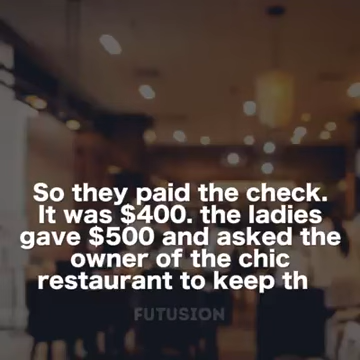 So they paid the check.
It was $400. the ladies
gave $500 and asked the
owner of the chic
restaurant to keep th
FUTUSION